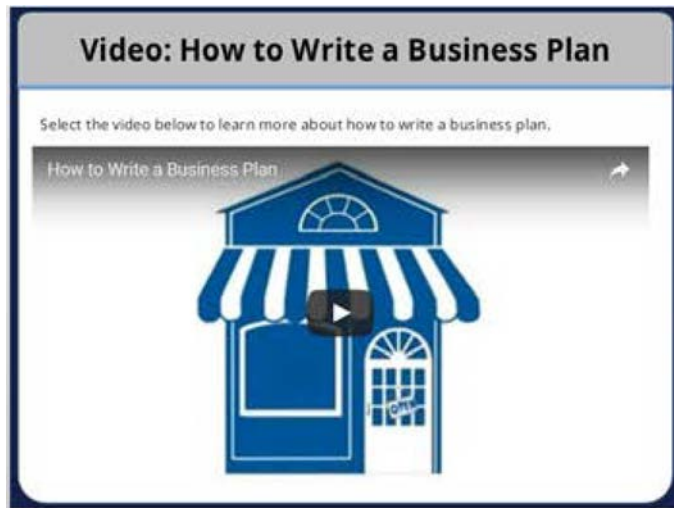 Video: How to Write a Business Plan
Select the video below to learn more about how to write a business plan.
How to Write a Business Plan